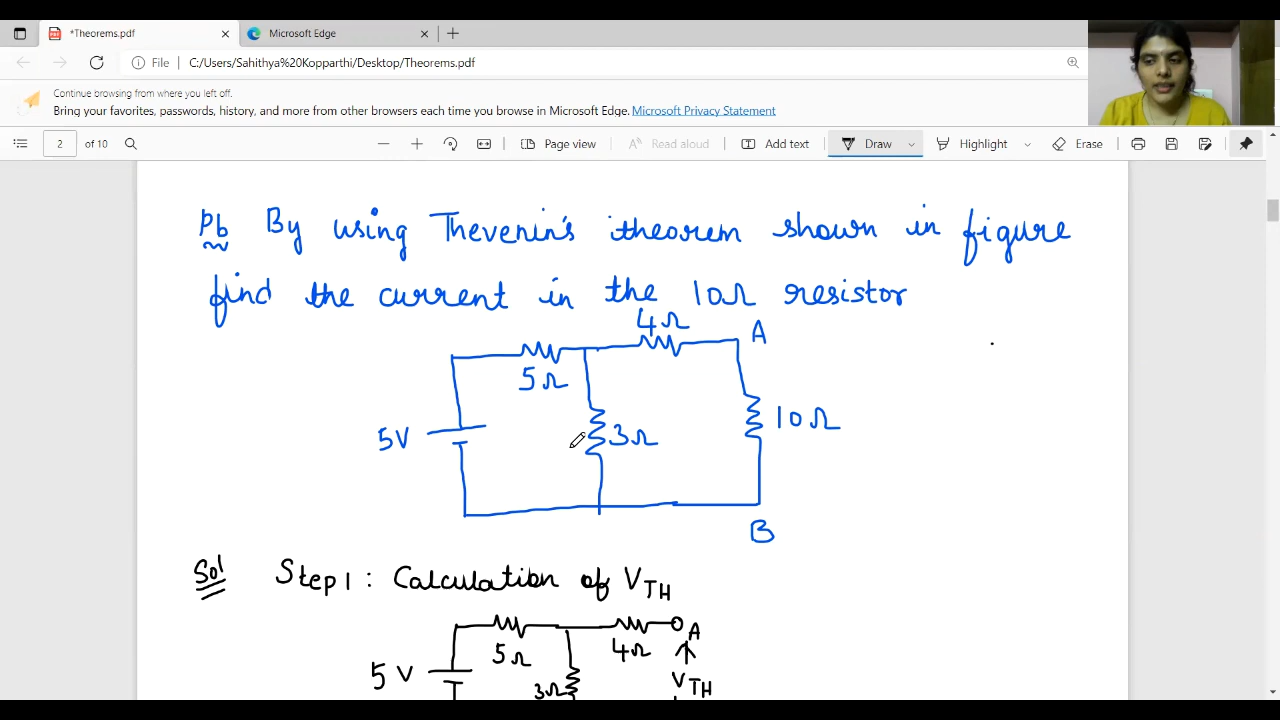 *Theorems.pdf
Microsoft Edge
File
C:/Users/Sahithya%20Kopparthi/Desktop/Theorems.pdf
Continue browsing from where you left off.
Bring your favorites, passwords, history, and more from other browsers each time you browse in Microsoft Edge. Microsoft Privacy Statement
2 of 10
Page view
Read aloud
Add text
Draw
Highlight
Erase
Pb By using Thevenin's theorem shown in figure
find the current in the 10Ω resistor
4Ω A
5Ω
5V 3Ω 10Ω
B
Sol Step1: Calculation of VTH
A
5Ω 4Ω
5V 3Ω VTH